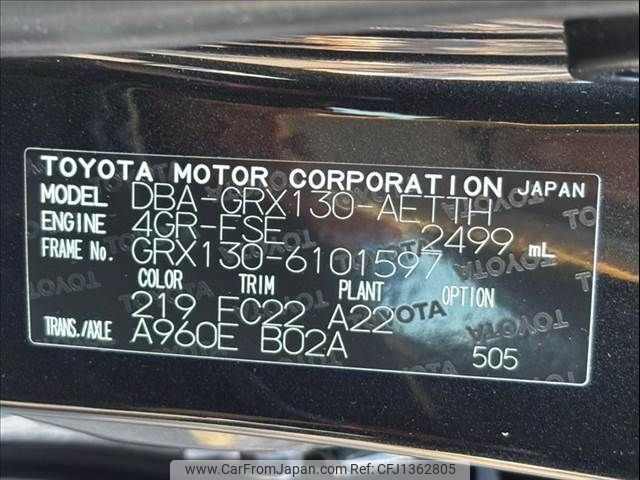 TOYOTA MOTOR CORPORATION JAPAN
MODEL DBA-GRX130-AETTH
ENGINE 4GR-FSE 2499 mL
FRAME No. GRX130-6101597
COLOR TRIM PLANT OPTION
219 FC22 A22
TRANS./AXLE A960E B02A
505
www.CarFromJapan.com - CFJ1362805